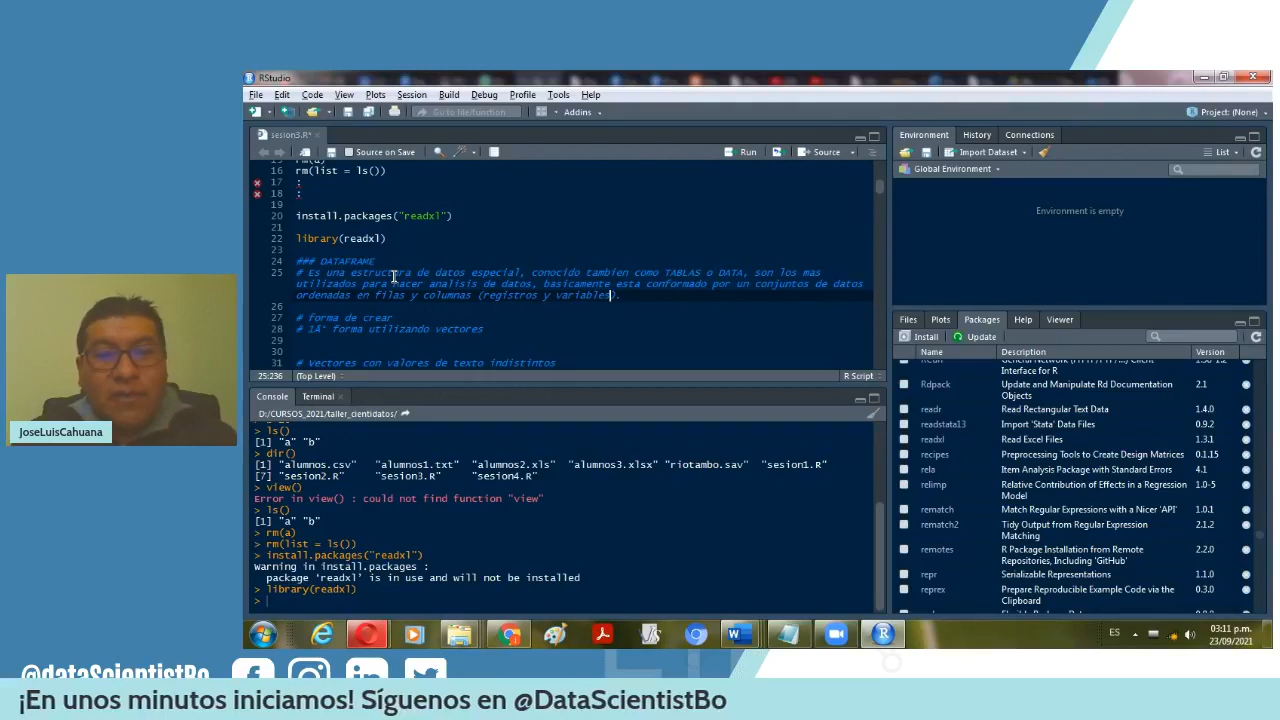 RStudio
File Edit Code View Plots Session Build Debug Profile Tools Help
Go to file/function Addins Project: (None)
sesion3.R*
Source on Save Run Source
15 rm(a)
16 rm(list = ls())
17 :
18 :
19
20 install.packages("readxl")
21
22 library(readxl)
23
24 ### DATAFRAME
25 # Es una estructura de datos especial, conocido tambien como TABLAS o DATA, son los mas
utilizados para hacer analisis de datos, basicamente esta conformado por un conjuntos de datos
ordenadas en filas y columnas (registros y variables).
26
27 # forma de crear
28 # 1Â° forma utilizando vectores
29
30
31 # Vectores con valores de texto indistintos
25:236 (Top Level) R Script
Console Terminal
D:/CURSOS_2021/taller_cientidatos/
> ls()
[1] "a" "b"
> dir()
[1] "alumnos.csv" "alumnos1.txt" "alumnos2.xls" "alumnos3.xlsx" "riotambo.sav" "sesion1.R"
[7] "sesion2.R" "sesion3.R" "sesion4.R"
> view()
Error in view() : could not find function "view"
> ls()
[1] "a" "b"
> rm(a)
> rm(list = ls())
> install.packages("readxl")
Warning in install.packages :
package ‘readxl’ is in use and will not be installed
> library(readxl)
>
Environment History Connections
Import Dataset List
Global Environment
Environment is empty
Files Plots Packages Help Viewer
Install Update
Name Description Version
Interface for R
Rdpack Update and Manipulate Rd Documentation Objects 2.1
readr Read Rectangular Text Data 1.4.0
readstata13 Import 'Stata' Data Files 0.9.2
readxl Read Excel Files 1.3.1
recipes Preprocessing Tools to Create Design Matrices 0.1.15
rela Item Analysis Package with Standard Errors 4.1
relimp Relative Contribution of Effects in a Regression Model 1.0-5
rematch Match Regular Expressions with a Nicer 'API' 1.0.1
rematch2 Tidy Output from Regular Expression Matching 2.1.2
remotes R Package Installation from Remote Repositories, Including 'GitHub' 2.2.0
repr Serializable Representations 1.1.0
reprex Prepare Reproducible Example Code via the Clipboard 0.3.0
JoseLuisCahuana
ES 03:11 p.m.
23/09/2021
@dataScientistBo
¡En unos minutos iniciamos! Síguenos en @DataScientistBo